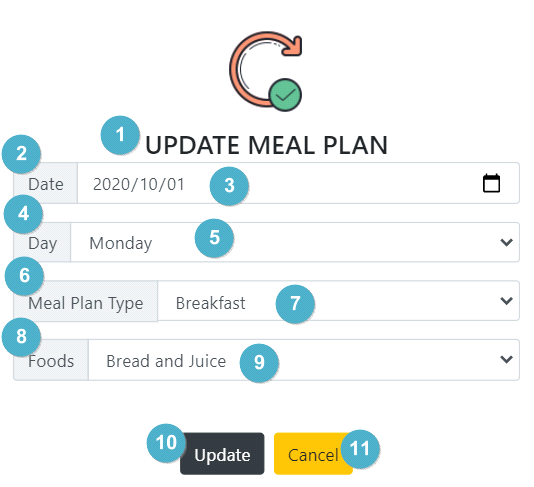 1 UPDATE MEAL PLAN
2
Date 2020/10/01 3
4
Day Monday 5
6
Meal Plan Type Breakfast 7
8
Foods Bread and Juice 9
10 Update Cancel 11